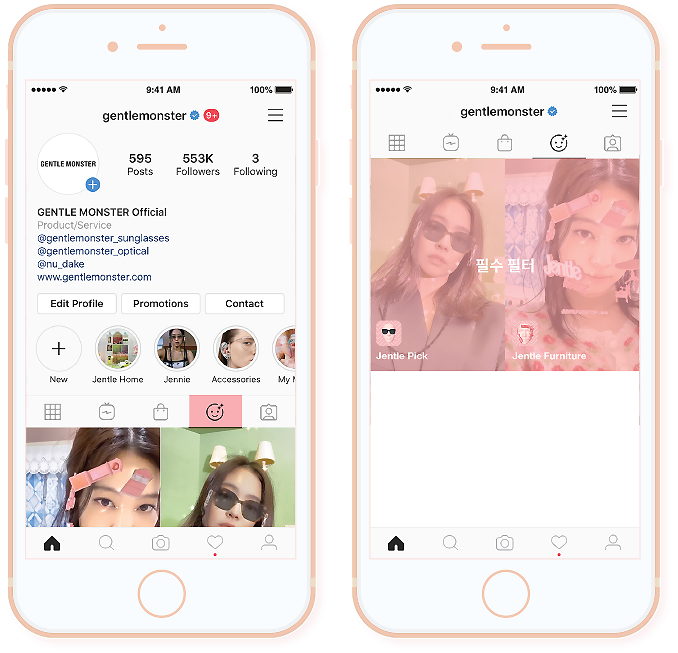 9:41 AM
100%
gentlemonster
9+
GENTLE MONSTER
595
553K
3
Posts
Followers
Following
GENTLE MONSTER Official
Product/Service
@gentlemonster_sunglasses
@gentlemonster_optical
@nu_dake
www.gentlemonster.com
Edit Profile
Promotions
Contact
New
Jentle Home
Jennie
Accessories
My M
9:41 AM
100%
gentlemonster
필수 필터
Jentle
Jentle Pick
Jentle Furniture